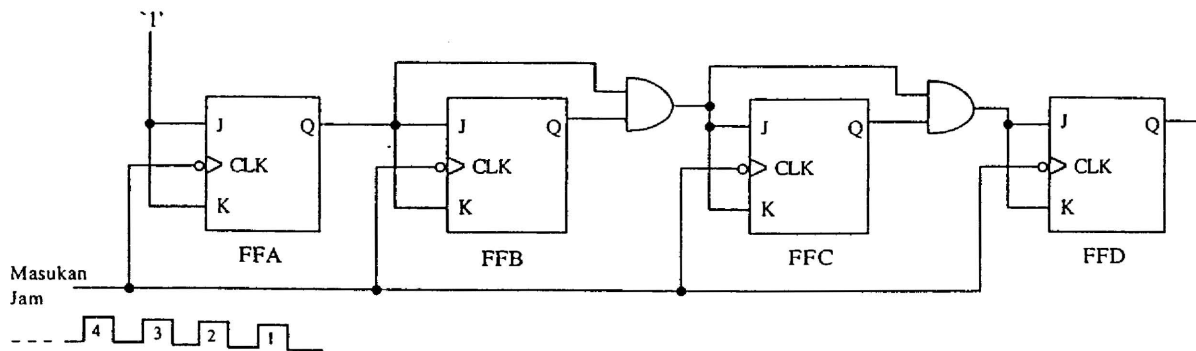 '1'
J Q
CLK
K
FFA
J Q
CLK
K
FFB
J Q
CLK
K
FFC
J Q
CLK
K
FFD
Masukan
Jam
4 3 2 1